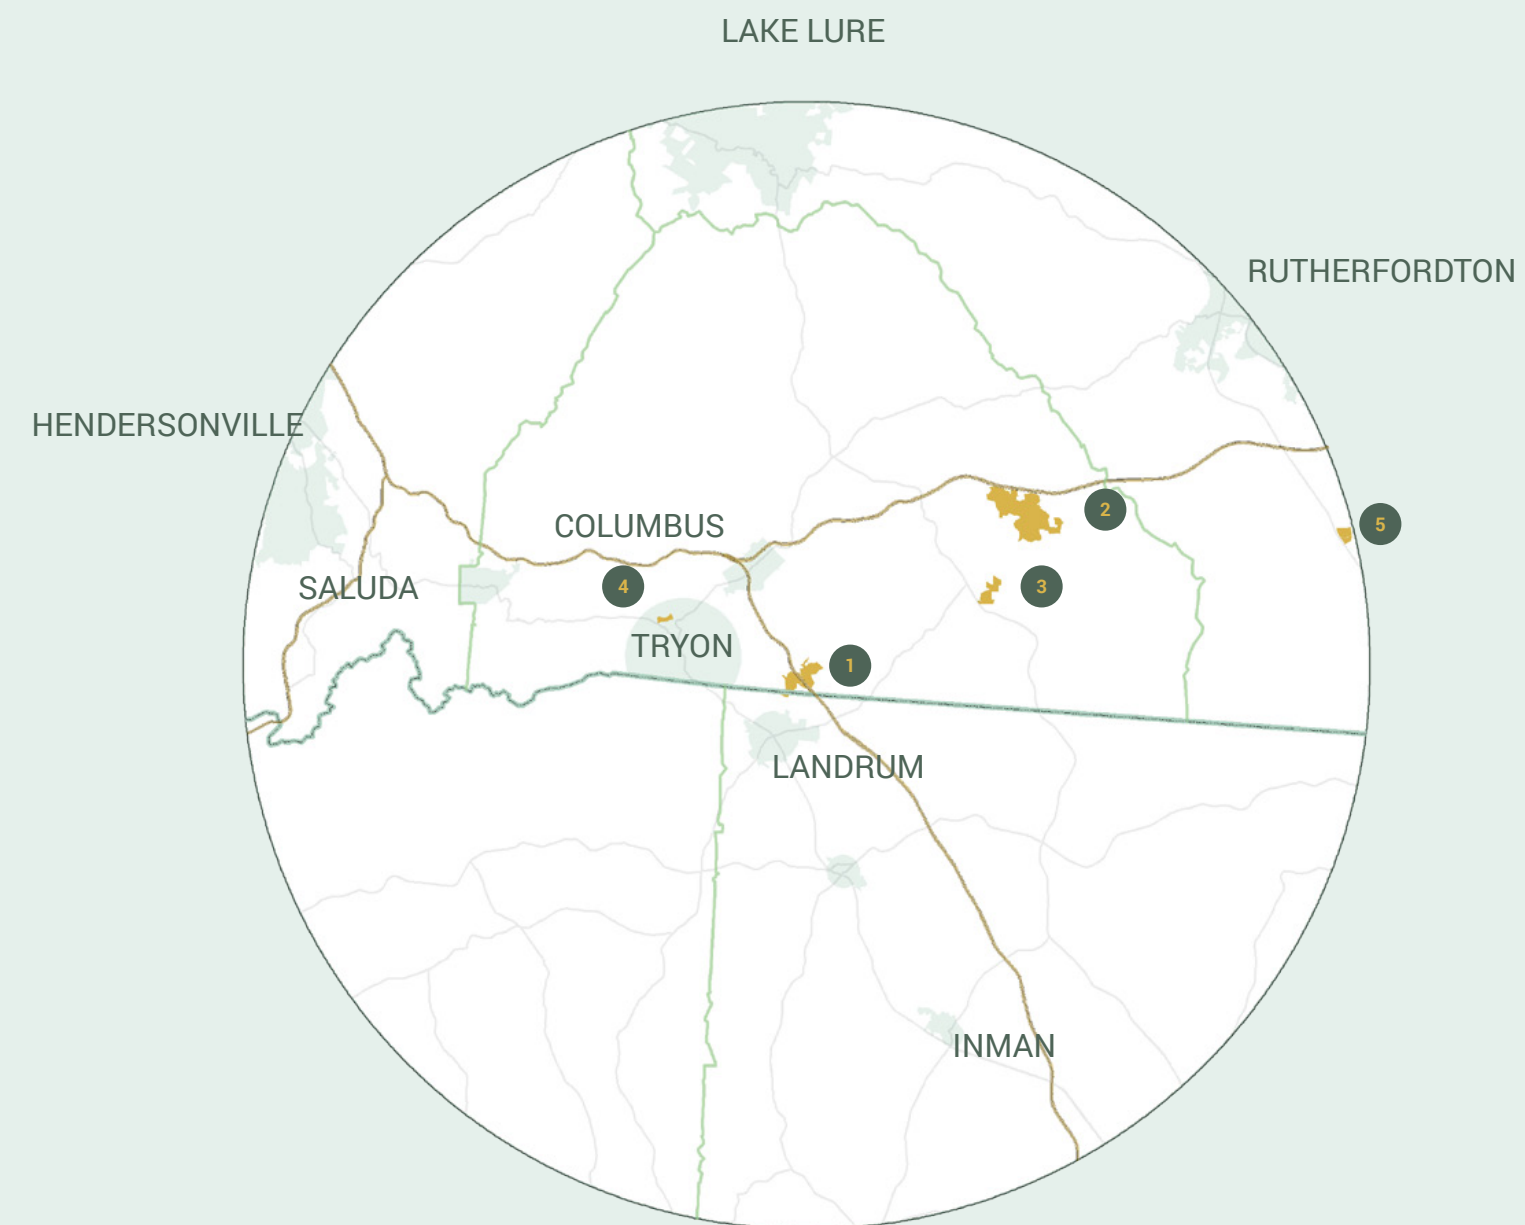 LAKE LURE
RUTHERFORDTON
HENDERSONVILLE
2
5
COLUMBUS
SALUDA
4
3
TRYON
1
LANDRUM
INMAN